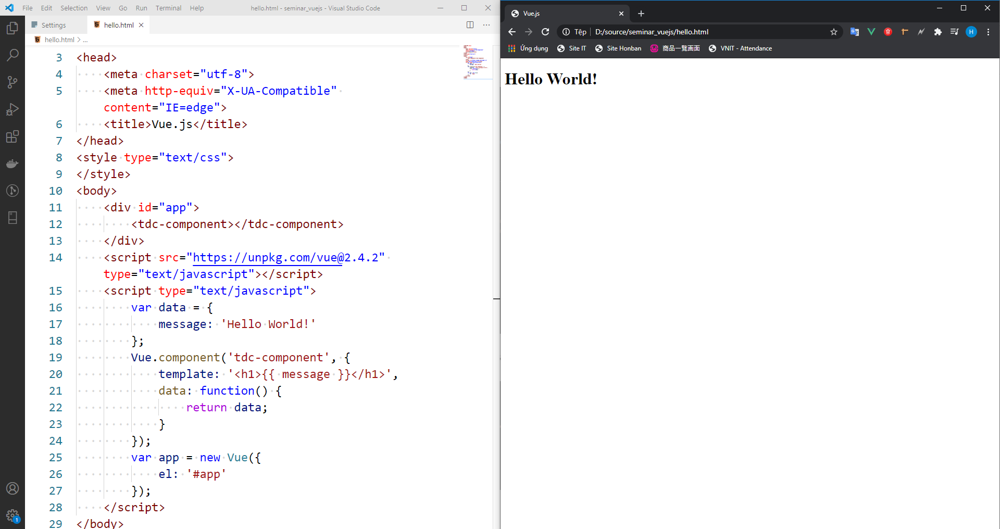 File Edit Selection View Go Run Terminal Help hello.html - seminar_vuejs - Visual Studio Code
Settings hello.html
hello.html > ...
3 <head>
4 <meta charset="utf-8">
5 <meta http-equiv="X-UA-Compatible"
content="IE=edge">
6 <title>Vue.js</title>
7 </head>
8 <style type="text/css">
9 </style>
10 <body>
11 <div id="app">
12 <tdc-component></tdc-component>
13 </div>
14 <script src="https://unpkg.com/vue@2.4.2"
type="text/javascript"></script>
15 <script type="text/javascript">
16 var data = {
17 message: 'Hello World!'
18 };
19 Vue.component('tdc-component', {
20 template: '<h1>{{ message }}</h1>',
21 data: function() {
22 return data;
23 }
24 });
25 var app = new Vue({
26 el: '#app'
27 });
28 </script>
29 </body>
1
Vue.js
Tệp D:/source/seminar_vuejs/hello.html H
Ứng dụng Site IT Site Honban 商品一覧画面 VNIT - Attendance
Hello World!